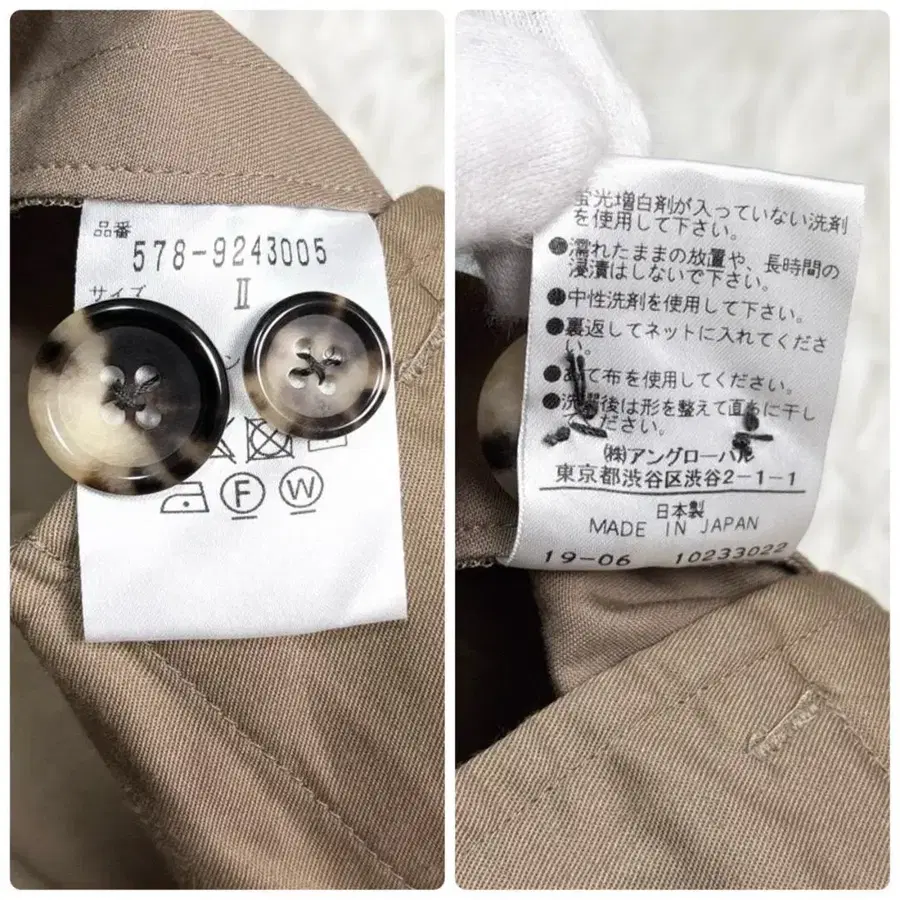 品番
578-9243005
サイズ
II
ン
F
W
蛍光増白剤が入っていない洗剤
を使用して下さい。
●濡れたままの放置や、長時間の
浸漬はしないで下さい。
●中性洗剤を使用して下さい。
●裏返してネットに入れてくださ
い。
●あて布を使用してください。
●洗濯後は形を整えて直ちに干し
てください。
(株)アングローバル
東京都渋谷区渋谷2-1-1
日本製
MADE IN JAPAN
19-06 10233022